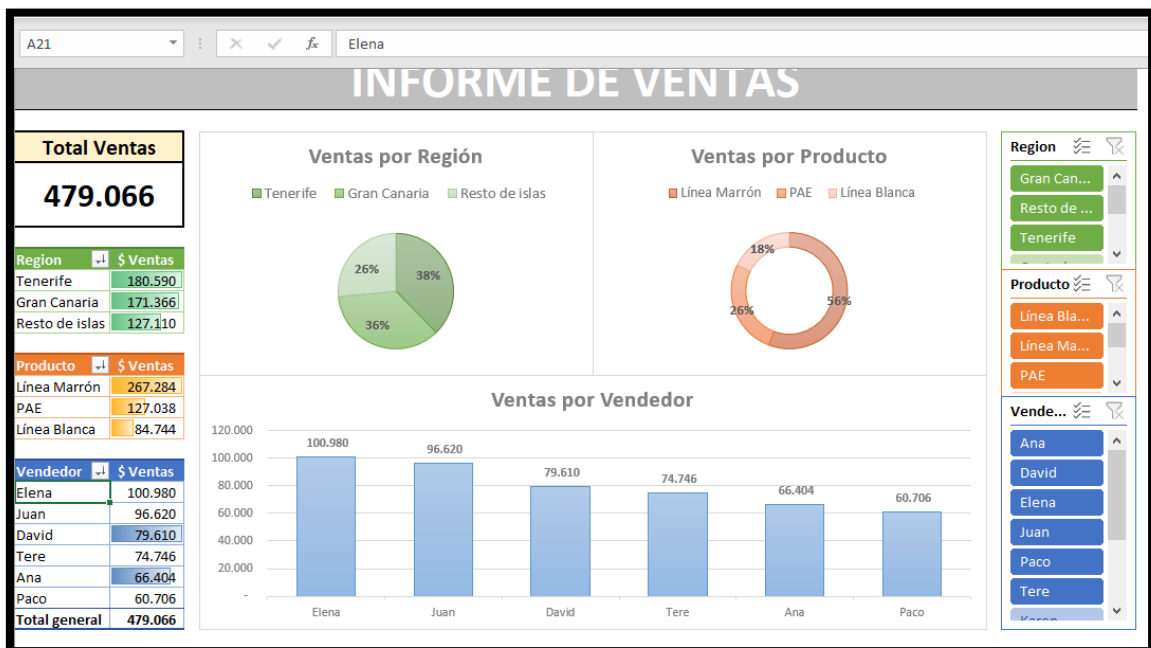 A21
fx
Elena
INFORME DE VENTAS
Total Ventas
479.066
Region $ Ventas
Tenerife 180.590
Gran Canaria 171.366
Resto de islas 127.110
Producto $ Ventas
Línea Marrón 267.284
PAE 127.038
Línea Blanca 84.744
Vendedor $ Ventas
Elena 100.980
Juan 96.620
David 79.610
Tere 74.746
Ana 66.404
Paco 60.706
Total general 479.066
Ventas por Región
Tenerife Gran Canaria Resto de islas
26% 38%
36%
Ventas por Producto
Línea Marrón PAE Línea Blanca
18%
26% 56%
Ventas por Vendedor
120.000
100.000
80.000
60.000
40.000
20.000
-
100.980 96.620 79.610 74.746 66.404 60.706
Elena Juan David Tere Ana Paco
Region
Gran Can...
Resto de ...
Tenerife
Producto
Línea Bla...
Línea Ma...
PAE
Vende...
Ana
David
Elena
Juan
Paco
Tere